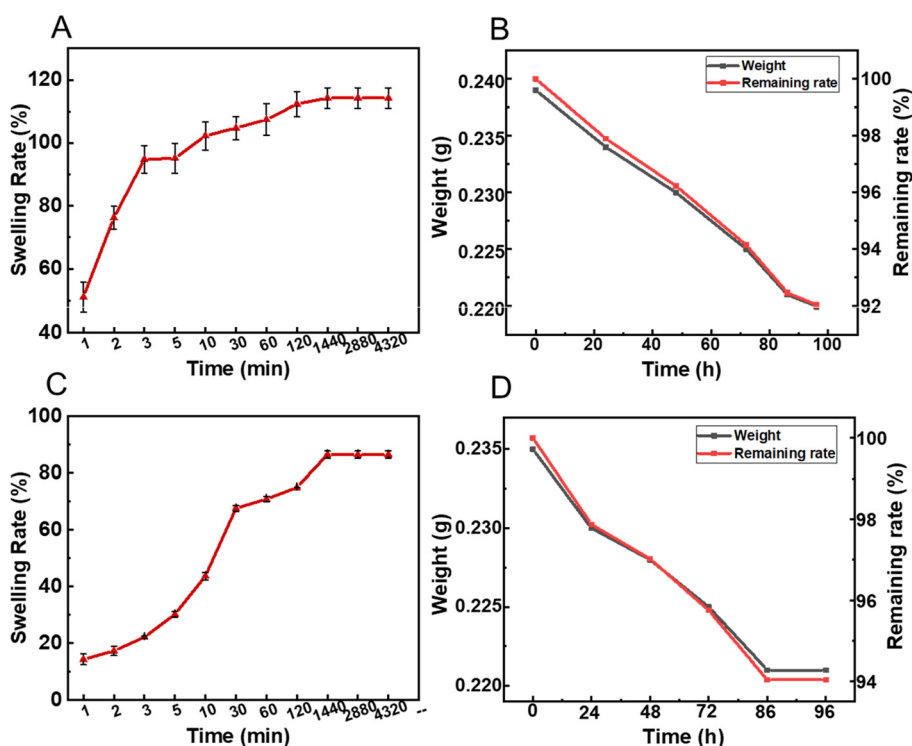 A
Swelling Rate (%)
120
100
80
60
40
1 2 3 5 10 30 60 120 1440 2880 4320
Time (min)
B
Weight (g)
0.240
0.235
0.230
0.225
0.220
Weight
Remaining rate
100
98
96
94
92
Remaining rate (%)
0 20 40 60 80 100
Time (h)
C
Swelling Rate (%)
100
80
60
40
20
0
1 2 3 5 10 30 60 120 1440 2880 4320 --
Time (min)
D
Weight (g)
0.235
0.230
0.225
0.220
Weight
Remaining rate
100
98
96
94
Remaining rate (%)
0 24 48 72 86 96
Time (h)